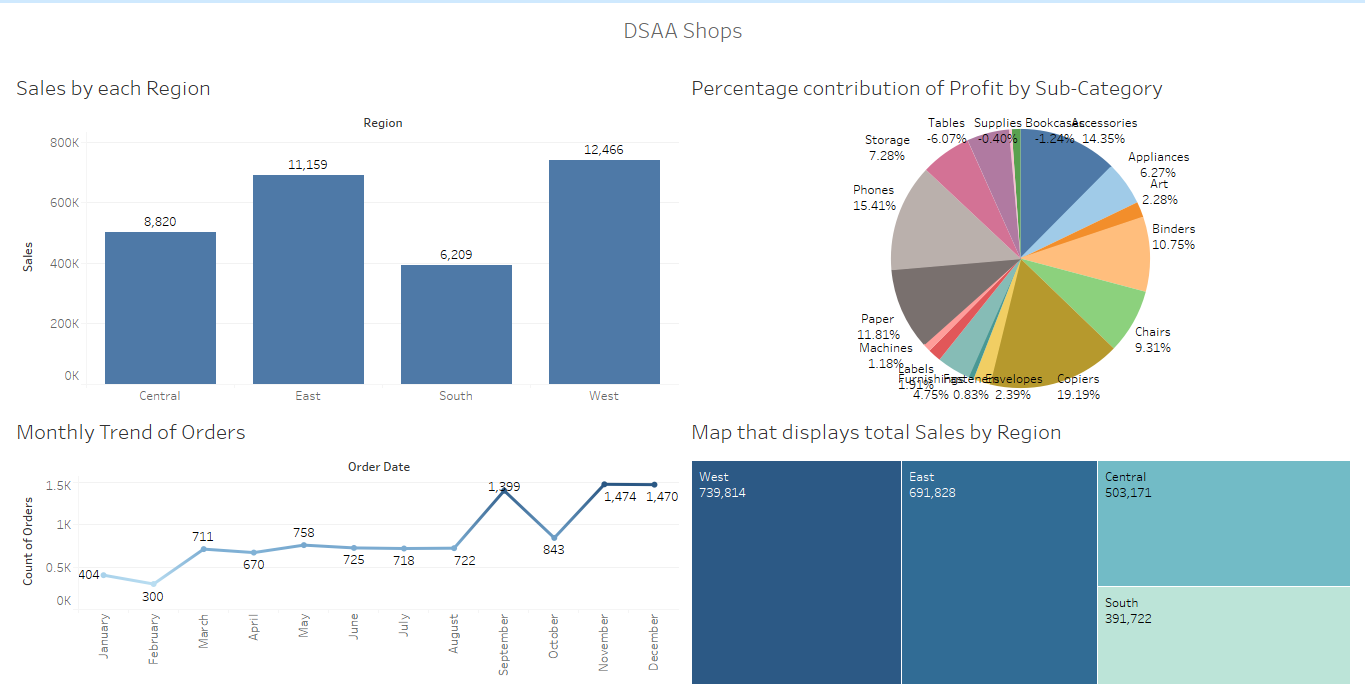 DSAA Shops
Sales by each Region
Region
Sales
800K
600K
400K
200K
0K
8,820
11,159
6,209
12,466
Central
East
South
West
Percentage contribution of Profit by Sub-Category
Tables
-6.07%
Supplies
-0.40%
Bookcases
-1.24%
Accessories
14.35%
Storage
7.28%
Appliances
6.27%
Art
2.28%
Phones
15.41%
Binders
10.75%
Paper
11.81%
Machines
1.18%
Labels
1.91%
Chairs
9.31%
Furnishings
4.75%
Fasteners
0.83%
Envelopes
2.39%
Copiers
19.19%
Monthly Trend of Orders
Order Date
Count of Orders
1.5K
1K
0.5K
0K
404
300
711
670
758
725
718
722
1,399
843
1,474
1,470
January
February
March
April
May
June
July
August
September
October
November
December
Map that displays total Sales by Region
West
739,814
East
691,828
Central
503,171
South
391,722